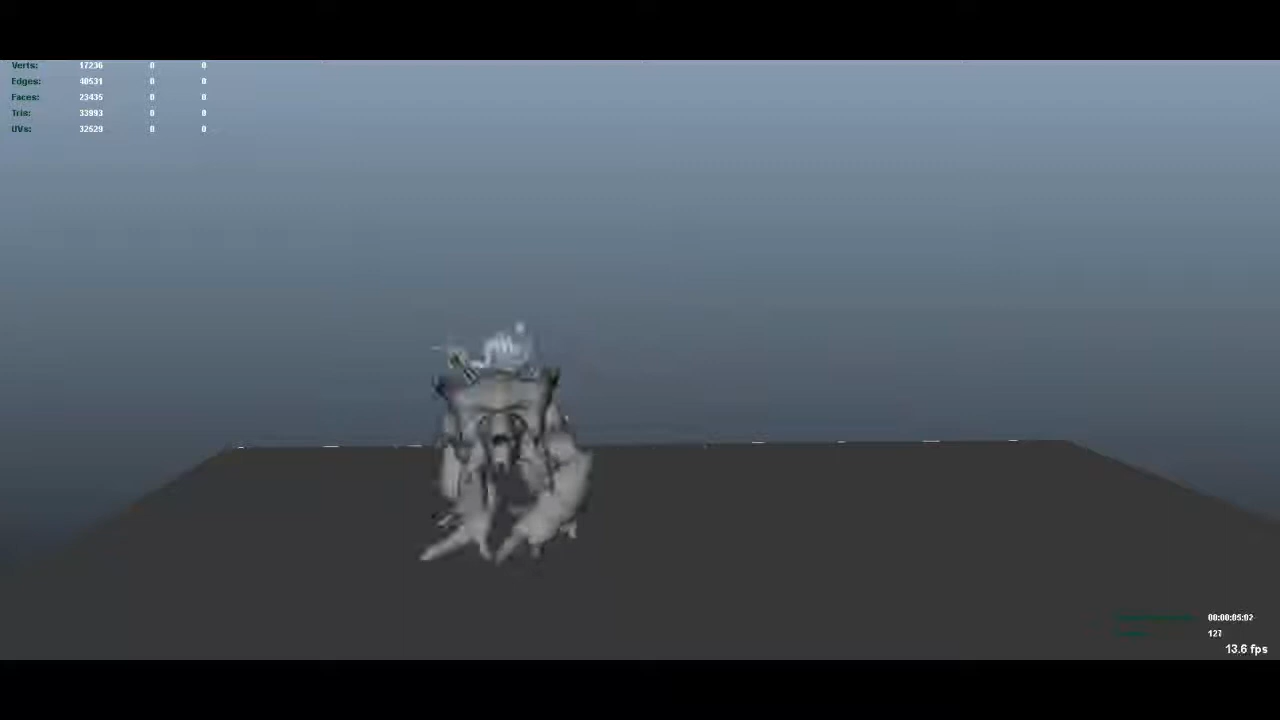 Verts: 17236 0 0
Edges: 40531 0 0
Faces: 23435 0 0
Tris: 33993 0 0
UVs: 32529 0 0
00:00:05:02
127
13.6 fps